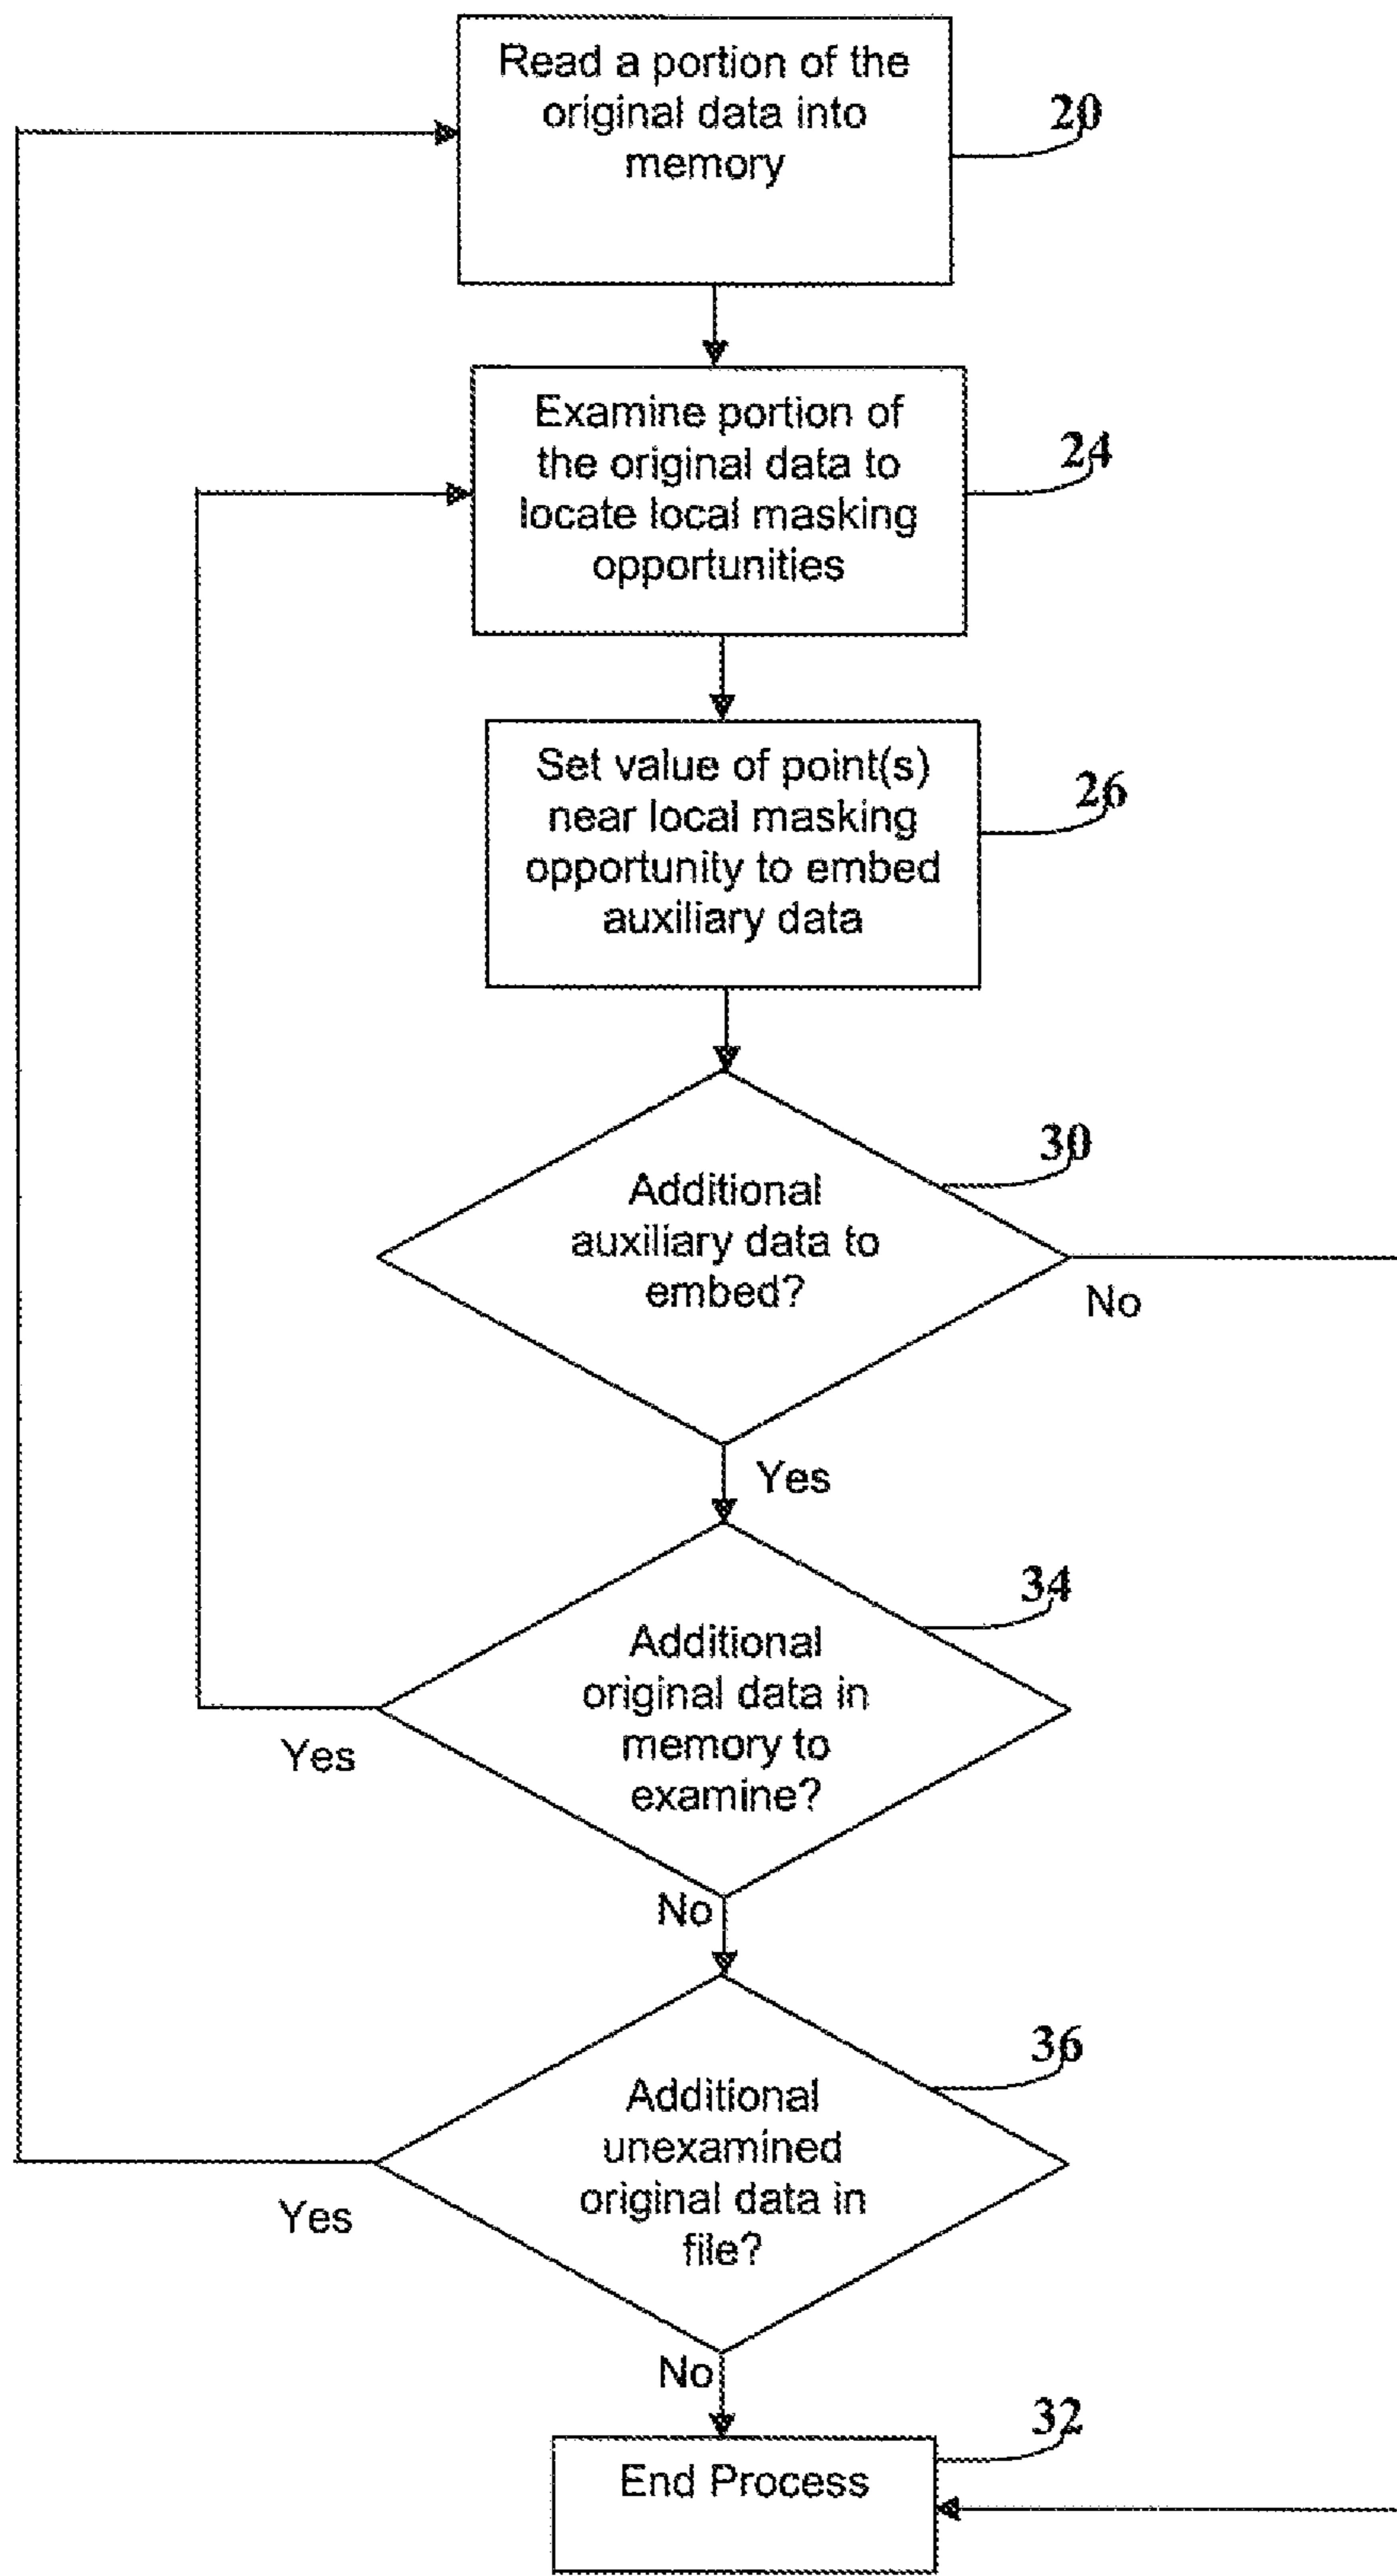 Read a portion of the
original data into
memory
20
Examine portion of
the original data to
locate local masking
opportunities
24
Set value of point(s)
near local masking
opportunity to embed
auxiliary data
26
Additional
auxiliary data to
embed?
30
No
Yes
Additional
original data in
memory to
examine?
34
Yes
No
Additional
unexamined
original data in
file?
36
Yes
No
End Process
32